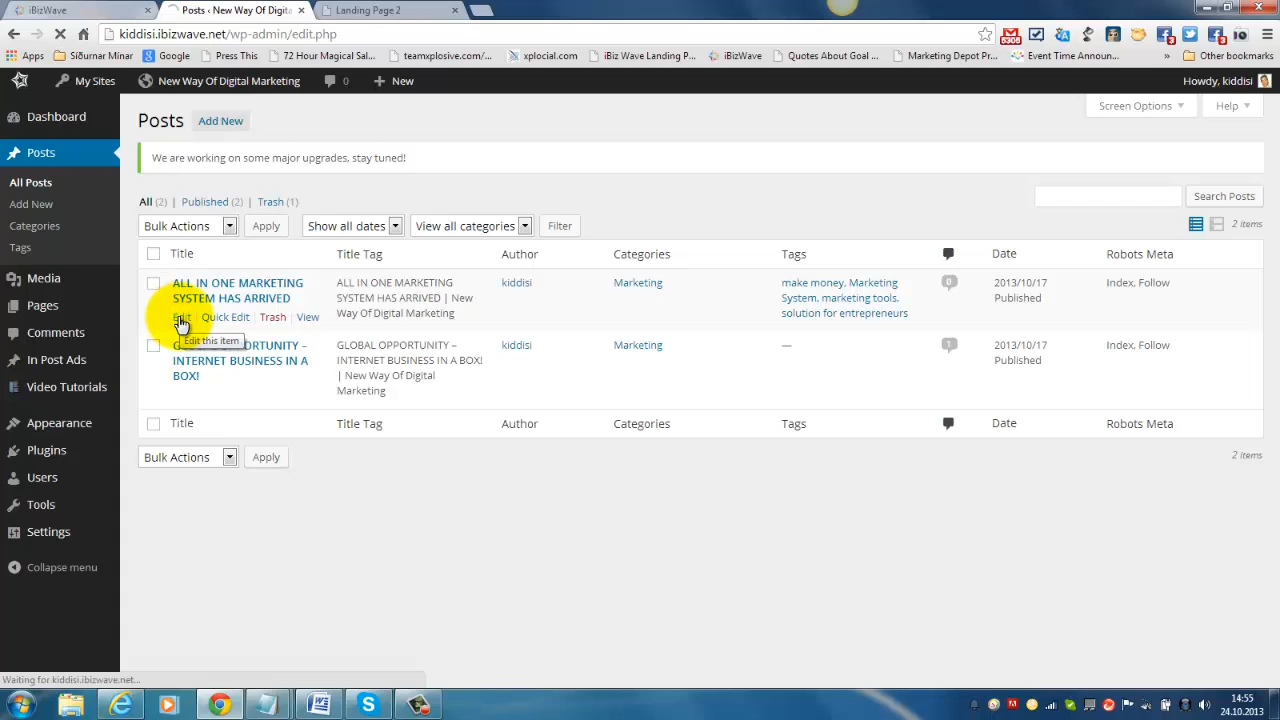 iBizWave
Posts ‹ New Way Of Digita
Landing Page 2
kiddisi.ibizwave.net/wp-admin/edit.php
Apps
Siðurnar Minar
Google
Press This
72 Hour Magical Sal...
teamxplosive.com/...
xplocial.com
iBiz Wave Landing P...
iBizWave
Quotes About Goal ...
Marketing Depot Pr...
Event Time Announ...
»
Other bookmarks
My Sites
New Way Of Digital Marketing
0
New
Howdy, kiddisi
Dashboard
Posts
All Posts
Add New
Categories
Tags
Media
Pages
Comments
In Post Ads
Video Tutorials
Appearance
Plugins
Users
Tools
Settings
Collapse menu
Screen Options
Help
Posts Add New
We are working on some major upgrades, stay tuned!
All (2) | Published (2) | Trash (1)
Search Posts
Bulk Actions
Apply
Show all dates
View all categories
Filter
2 items
Title
Title Tag
Author
Categories
Tags
Date
Robots Meta
ALL IN ONE MARKETING
SYSTEM HAS ARRIVED
Edit | Quick Edit | Trash | View
Edit this item
ALL IN ONE MARKETING
SYSTEM HAS ARRIVED | New
Way Of Digital Marketing
kiddisi
Marketing
make money, Marketing
System, marketing tools,
solution for entrepreneurs
0
2013/10/17
Published
Index, Follow
OPPORTUNITY –
INTERNET BUSINESS IN A
BOX!
GLOBAL OPPORTUNITY –
INTERNET BUSINESS IN A BOX!
| New Way Of Digital
Marketing
kiddisi
Marketing
—
1
2013/10/17
Published
Index, Follow
Title
Title Tag
Author
Categories
Tags
Date
Robots Meta
Bulk Actions
Apply
2 items
Waiting for kiddisi.ibizwave.net...
14:55
24.10.2013